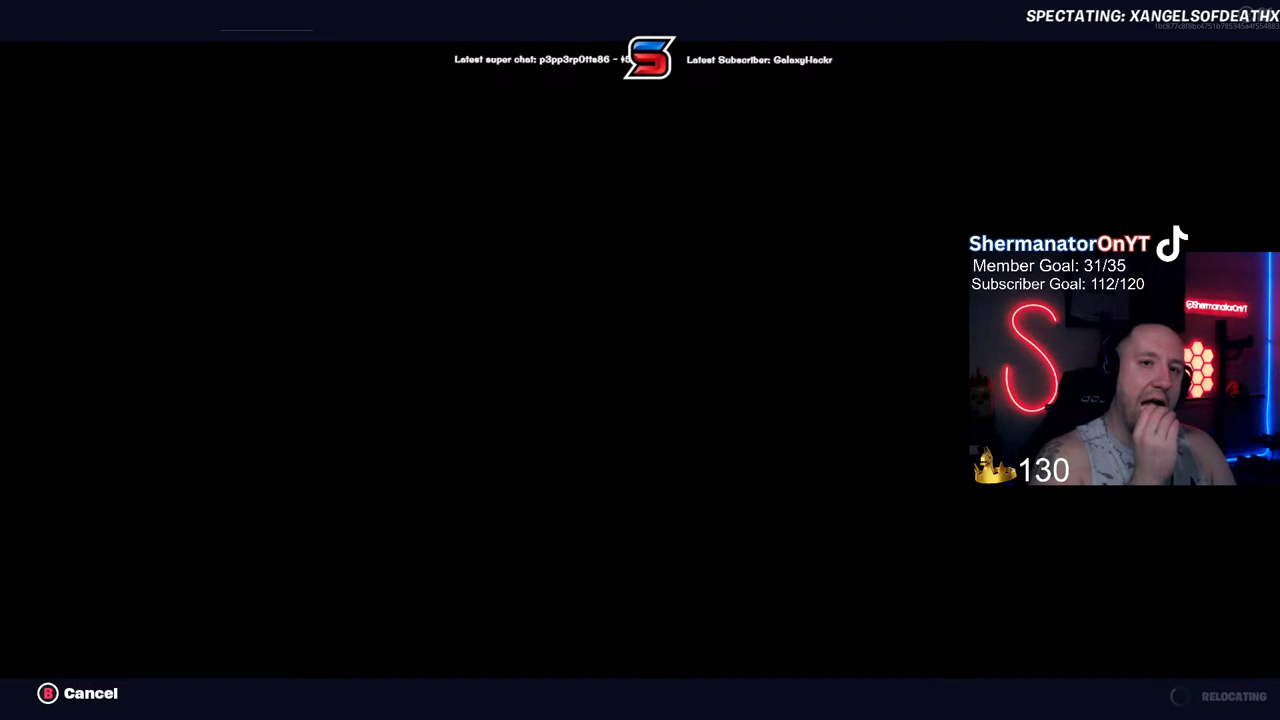 SPECTATING: XANGELSOFDEATHX
Latest super chat: p3pp3rp0tts86 -
S
Latest Subscriber: GalaxyHackr
ShermanatorOnYT
Member Goal: 31/35
Subscriber Goal: 112/120
@ShermanatorOnYT
S
130
B Cancel
RELOCATING